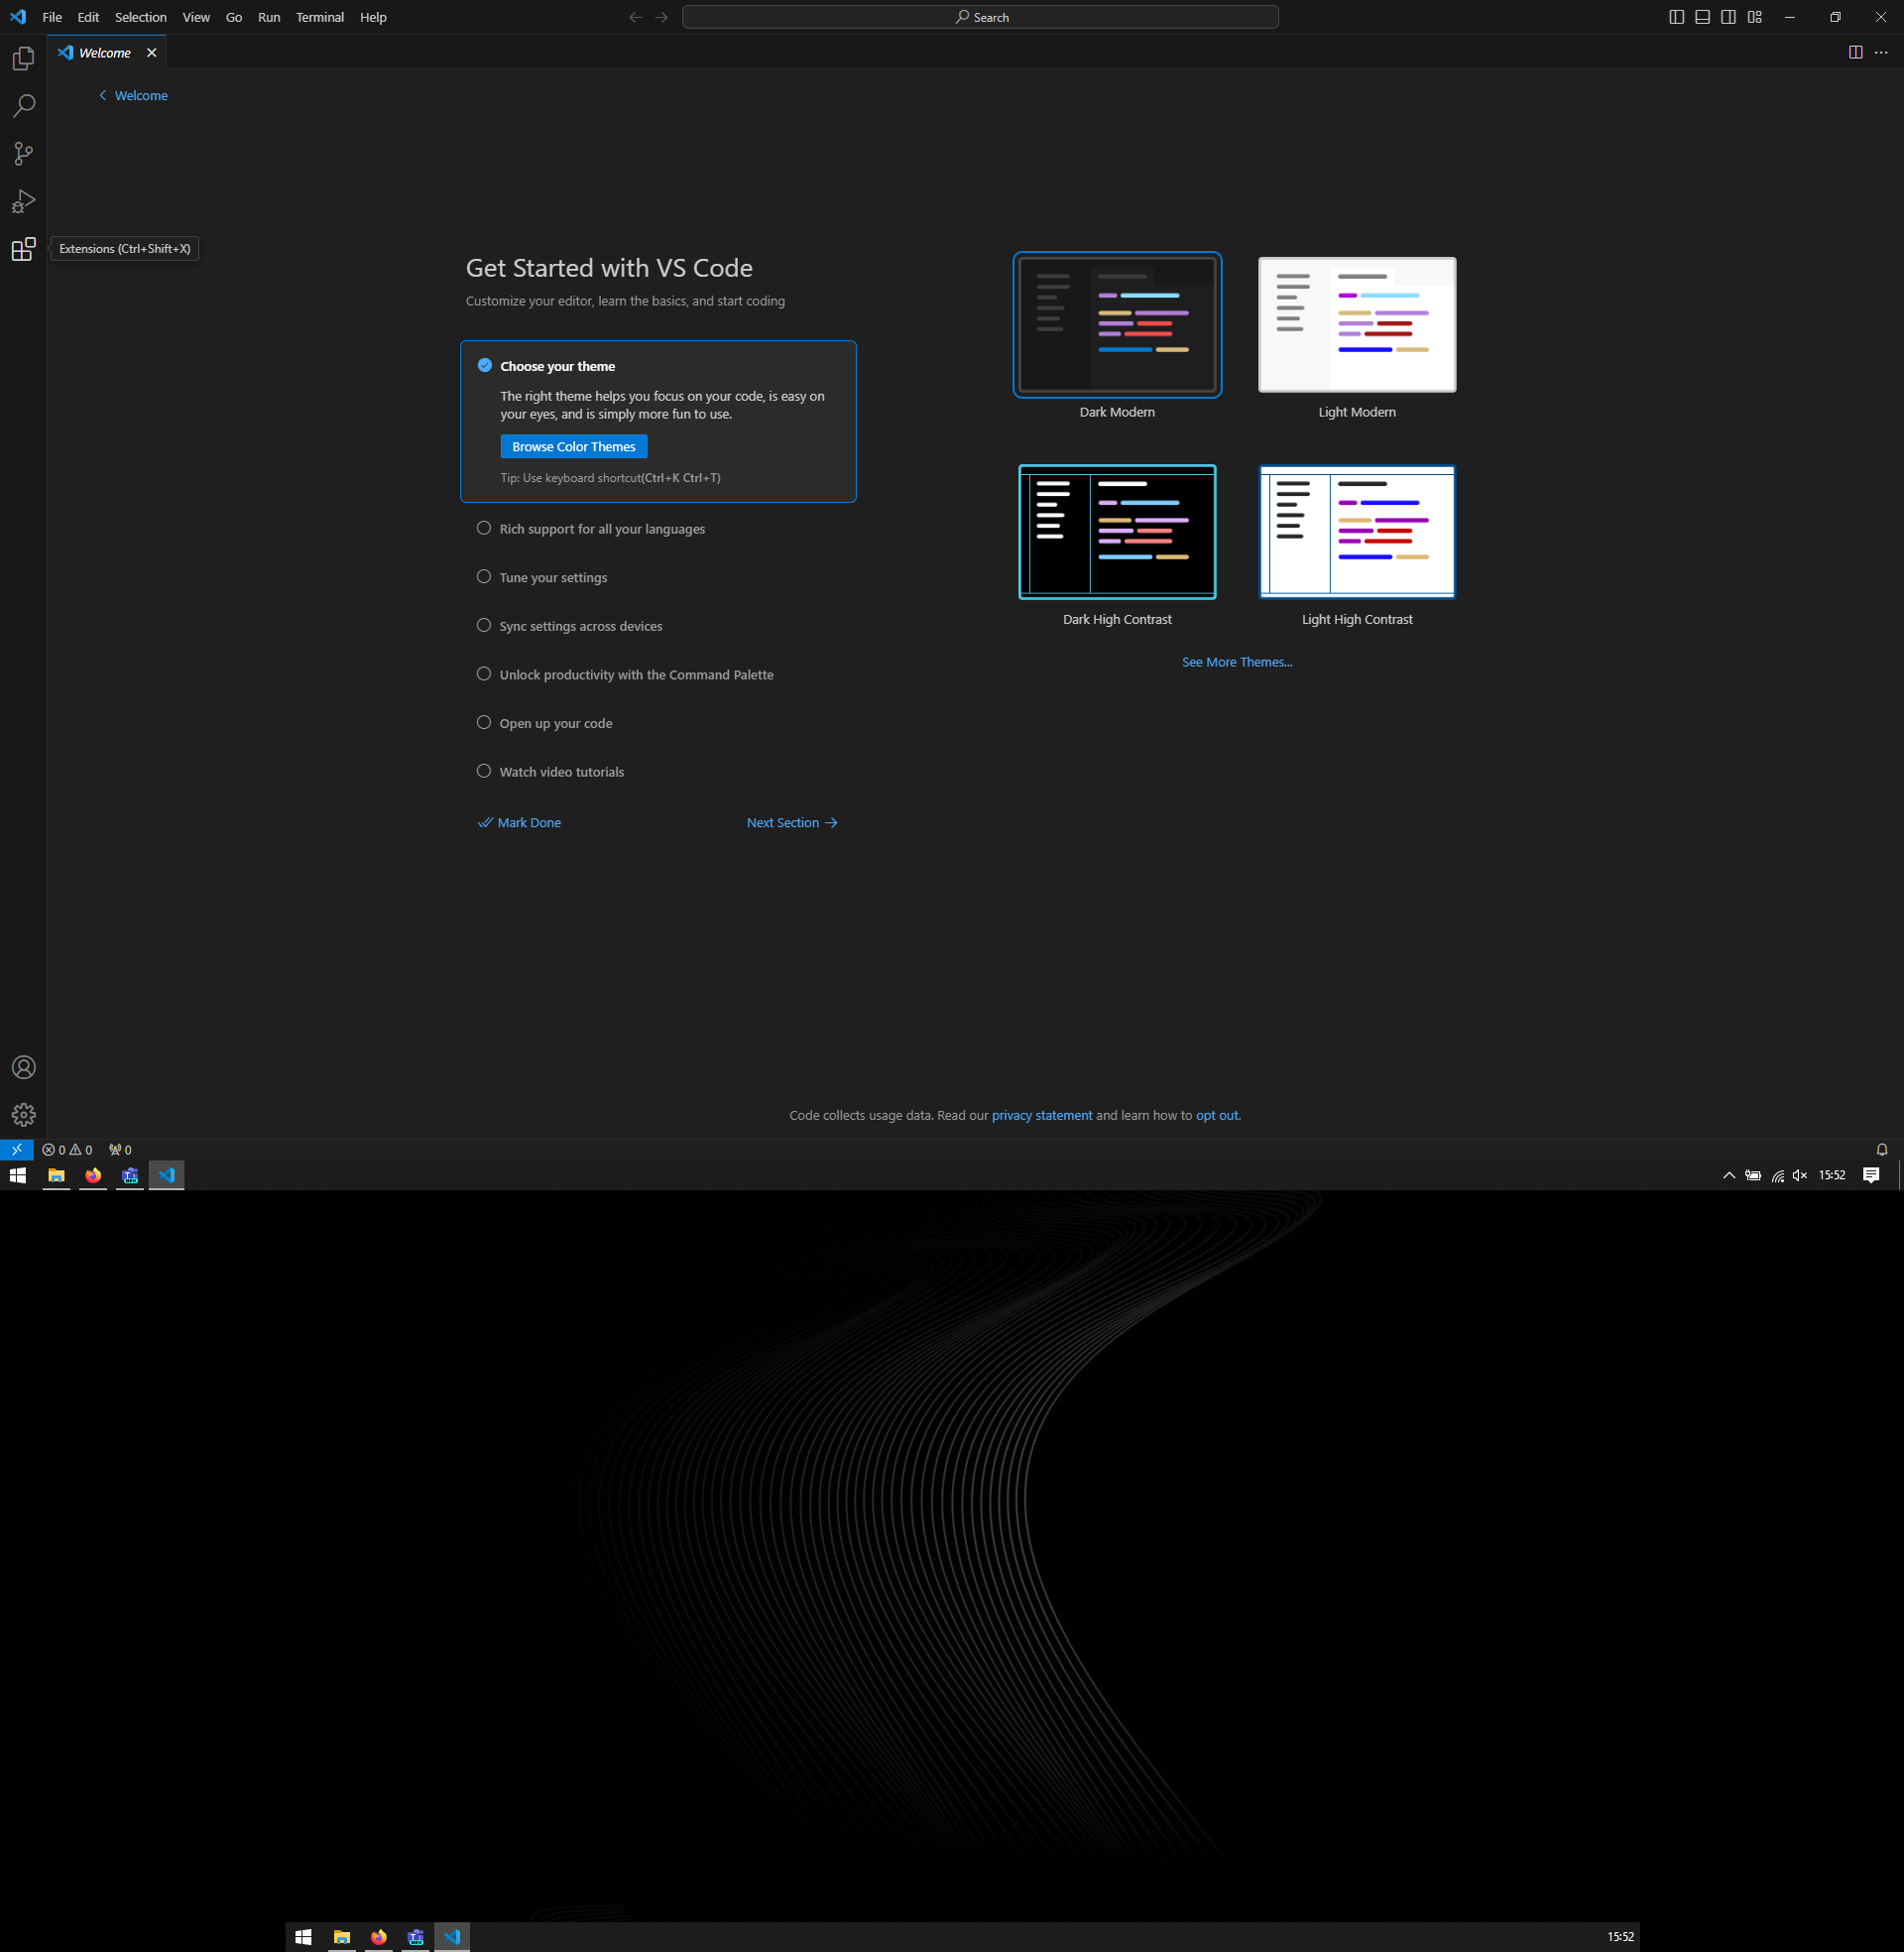 File Edit Selection View Go Run Terminal Help
Search
Welcome
Welcome
Extensions (Ctrl+Shift+X)
Get Started with VS Code
Customize your editor, learn the basics, and start coding
Choose your theme
The right theme helps you focus on your code, is easy on
your eyes, and is simply more fun to use.
Browse Color Themes
Tip: Use keyboard shortcut(Ctrl+K Ctrl+T)
Rich support for all your languages
Tune your settings
Sync settings across devices
Unlock productivity with the Command Palette
Open up your code
Watch video tutorials
Mark Done
Next Section
Dark Modern
Light Modern
Dark High Contrast
Light High Contrast
See More Themes...
Code collects usage data. Read our privacy statement and learn how to opt out.
0 0 0
15:52
15:52